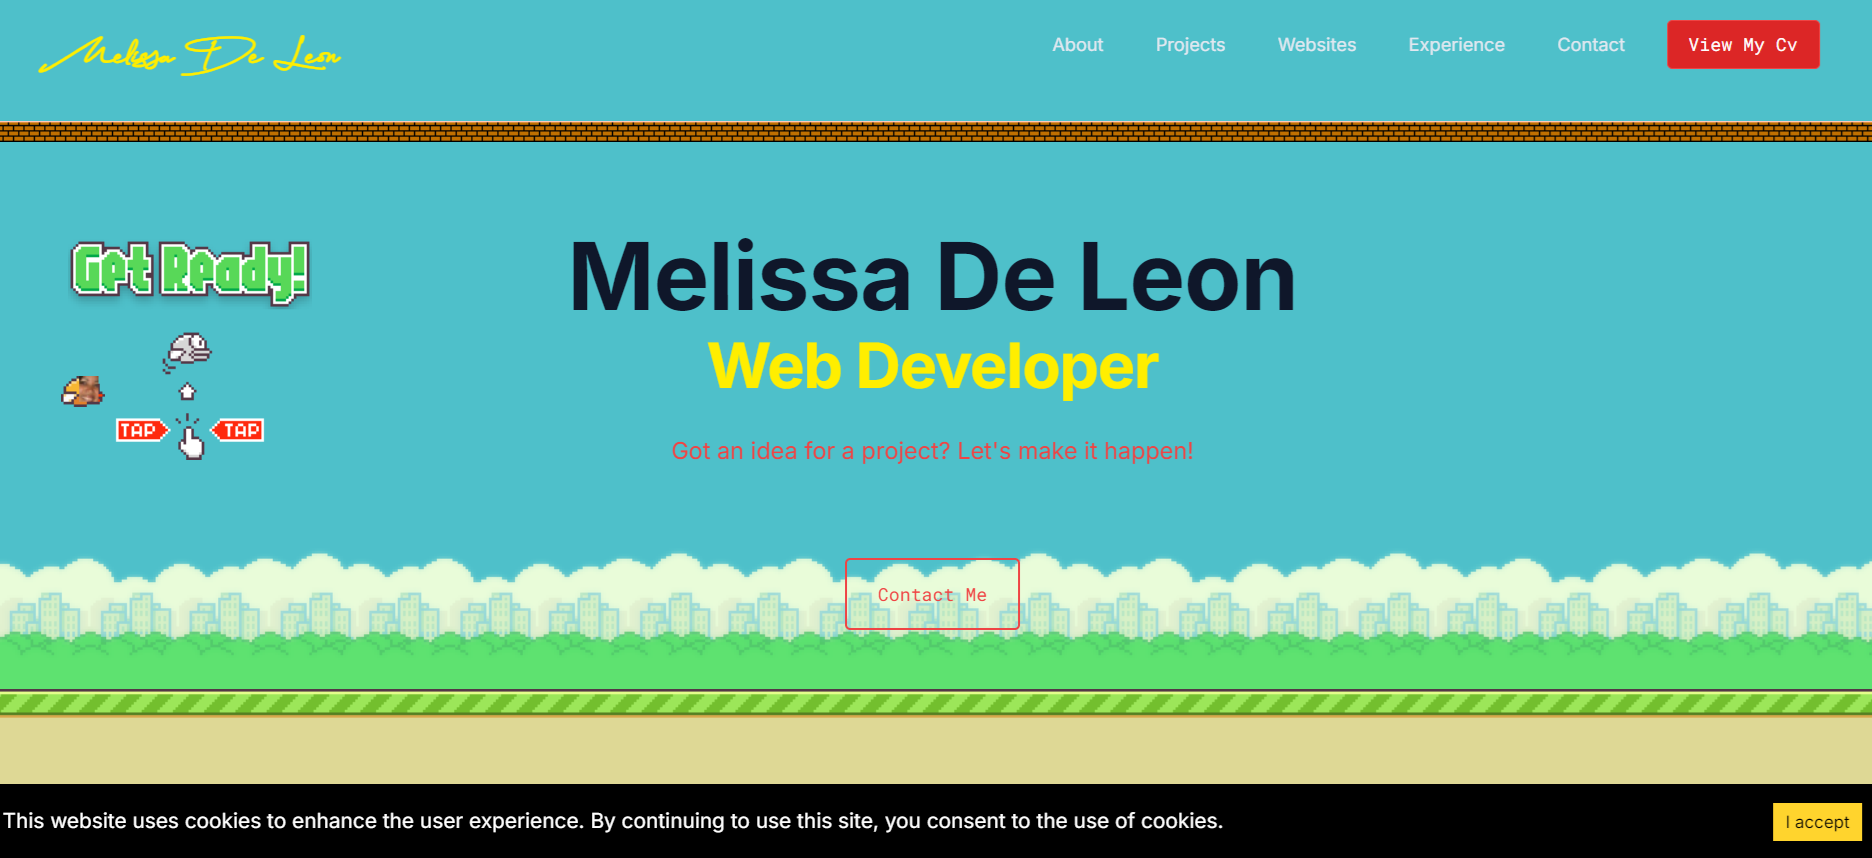 Melissa De Leon
About Projects Websites Experience Contact View My Cv
Get Ready!
TAP TAP
Melissa De Leon
Web Developer
Got an idea for a project? Let's make it happen!
Contact Me
This website uses cookies to enhance the user experience. By continuing to use this site, you consent to the use of cookies.
I accept